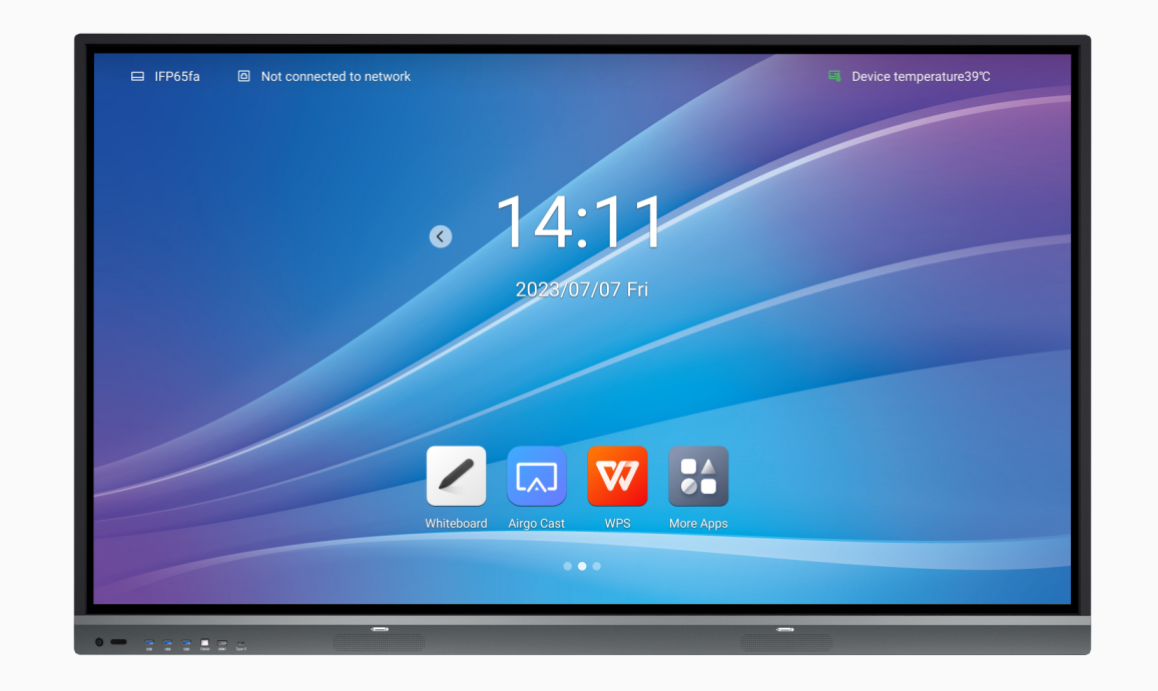 IFP65fa
Not connected to network
Device temperature39℃
14:11
2023/07/07 Fri
Whiteboard
Airgo Cast
WPS
More Apps